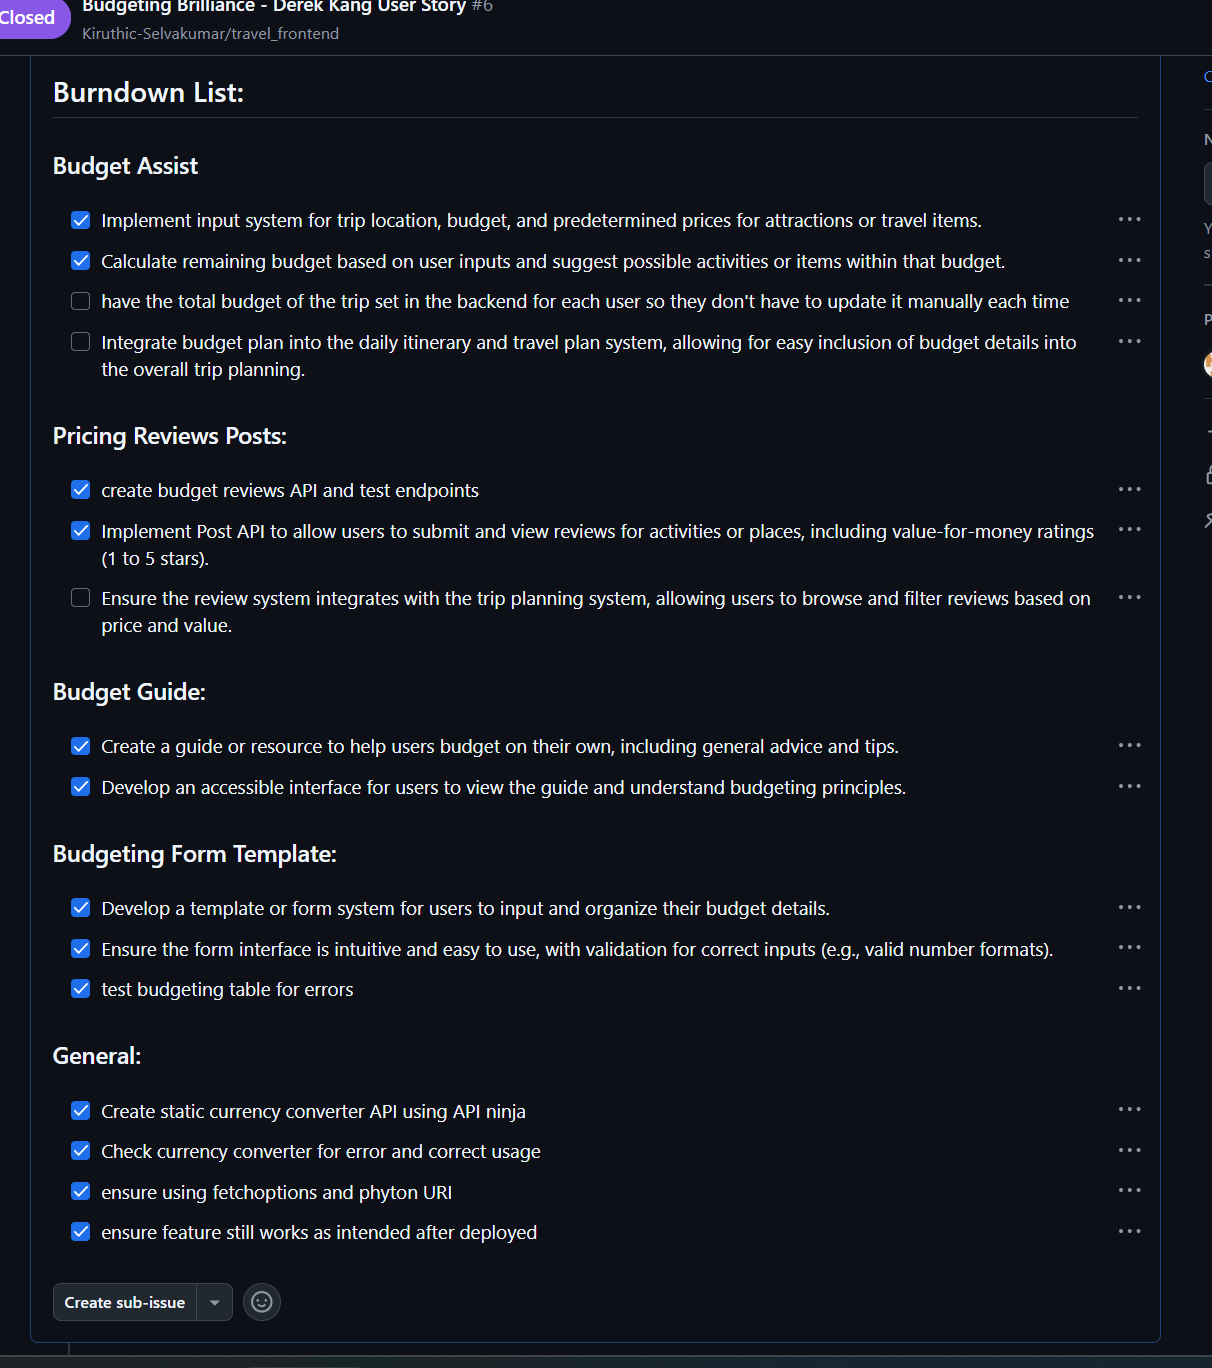 Closed
Budgeting Brilliance - Derek Kang User Story #6
Kiruthic-Selvakumar/travel_frontend
Burndown List:
Budget Assist
Implement input system for trip location, budget, and predetermined prices for attractions or travel items.
Calculate remaining budget based on user inputs and suggest possible activities or items within that budget.
have the total budget of the trip set in the backend for each user so they don't have to update it manually each time
Integrate budget plan into the daily itinerary and travel plan system, allowing for easy inclusion of budget details into
the overall trip planning.
Pricing Reviews Posts:
create budget reviews API and test endpoints
Implement Post API to allow users to submit and view reviews for activities or places, including value-for-money ratings
(1 to 5 stars).
Ensure the review system integrates with the trip planning system, allowing users to browse and filter reviews based on
price and value.
Budget Guide:
Create a guide or resource to help users budget on their own, including general advice and tips.
Develop an accessible interface for users to view the guide and understand budgeting principles.
Budgeting Form Template:
Develop a template or form system for users to input and organize their budget details.
Ensure the form interface is intuitive and easy to use, with validation for correct inputs (e.g., valid number formats).
test budgeting table for errors
General:
Create static currency converter API using API ninja
Check currency converter for error and correct usage
ensure using fetchoptions and phyton URI
ensure feature still works as intended after deployed
Create sub-issue